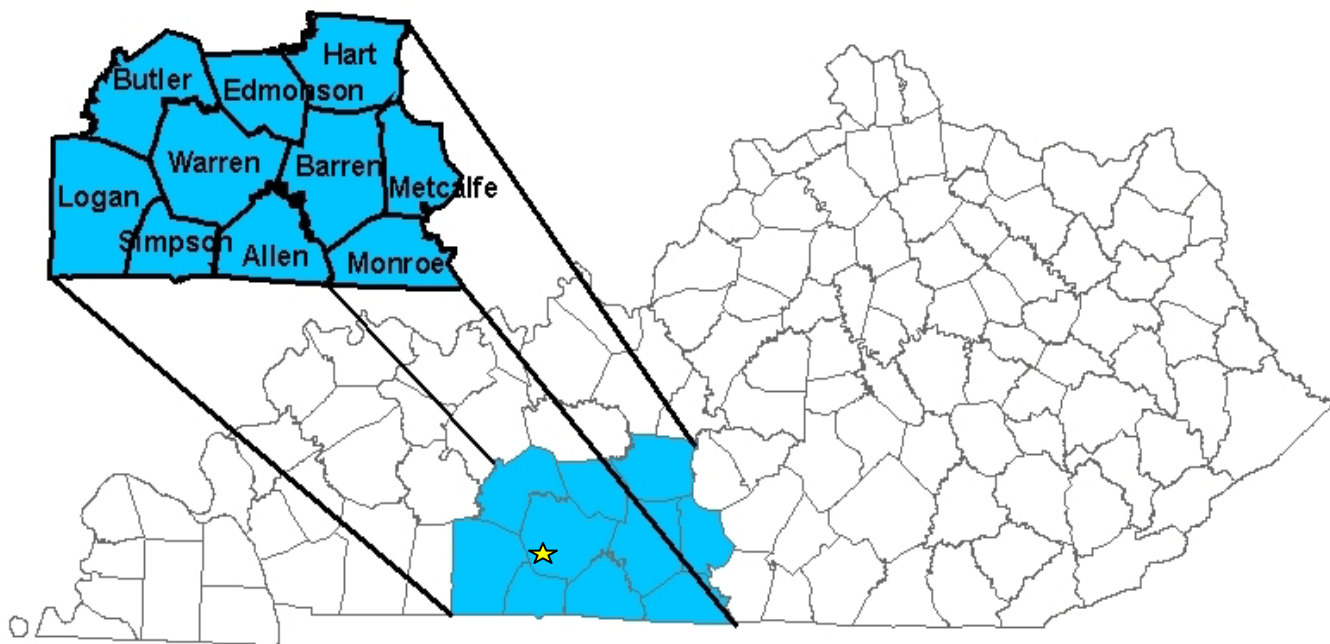 Hart
Butler
Edmonson
Warren
Barren
Metcalfe
Logan
Simpson
Allen
Monroe